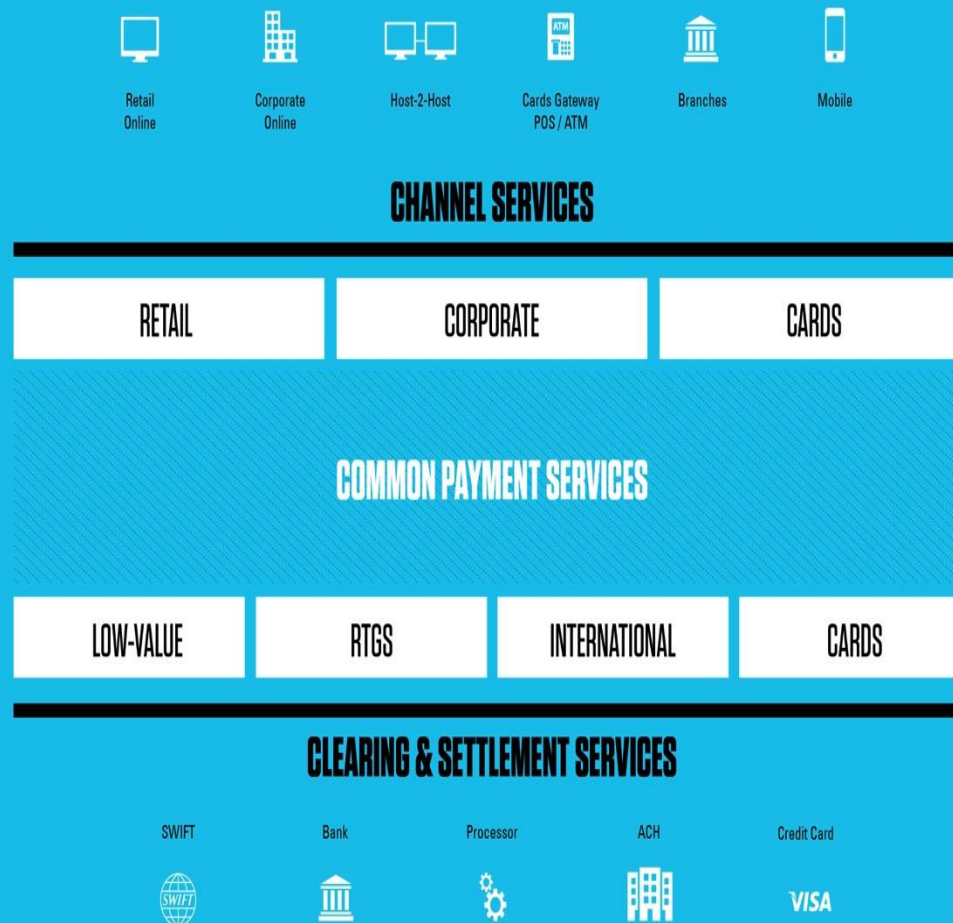 ATM
Retail
Online
Corporate
Online
Host-2-Host
Cards Gateway
POS / ATM
Branches
Mobile
CHANNEL SERVICES
RETAIL
CORPORATE
CARDS
COMMON PAYMENT SERVICES
LOW-VALUE
RTGS
INTERNATIONAL
CARDS
CLEARING & SETTLEMENT SERVICES
SWIFT
Bank
Processor
ACH
Credit Card
SWIFT
VISA